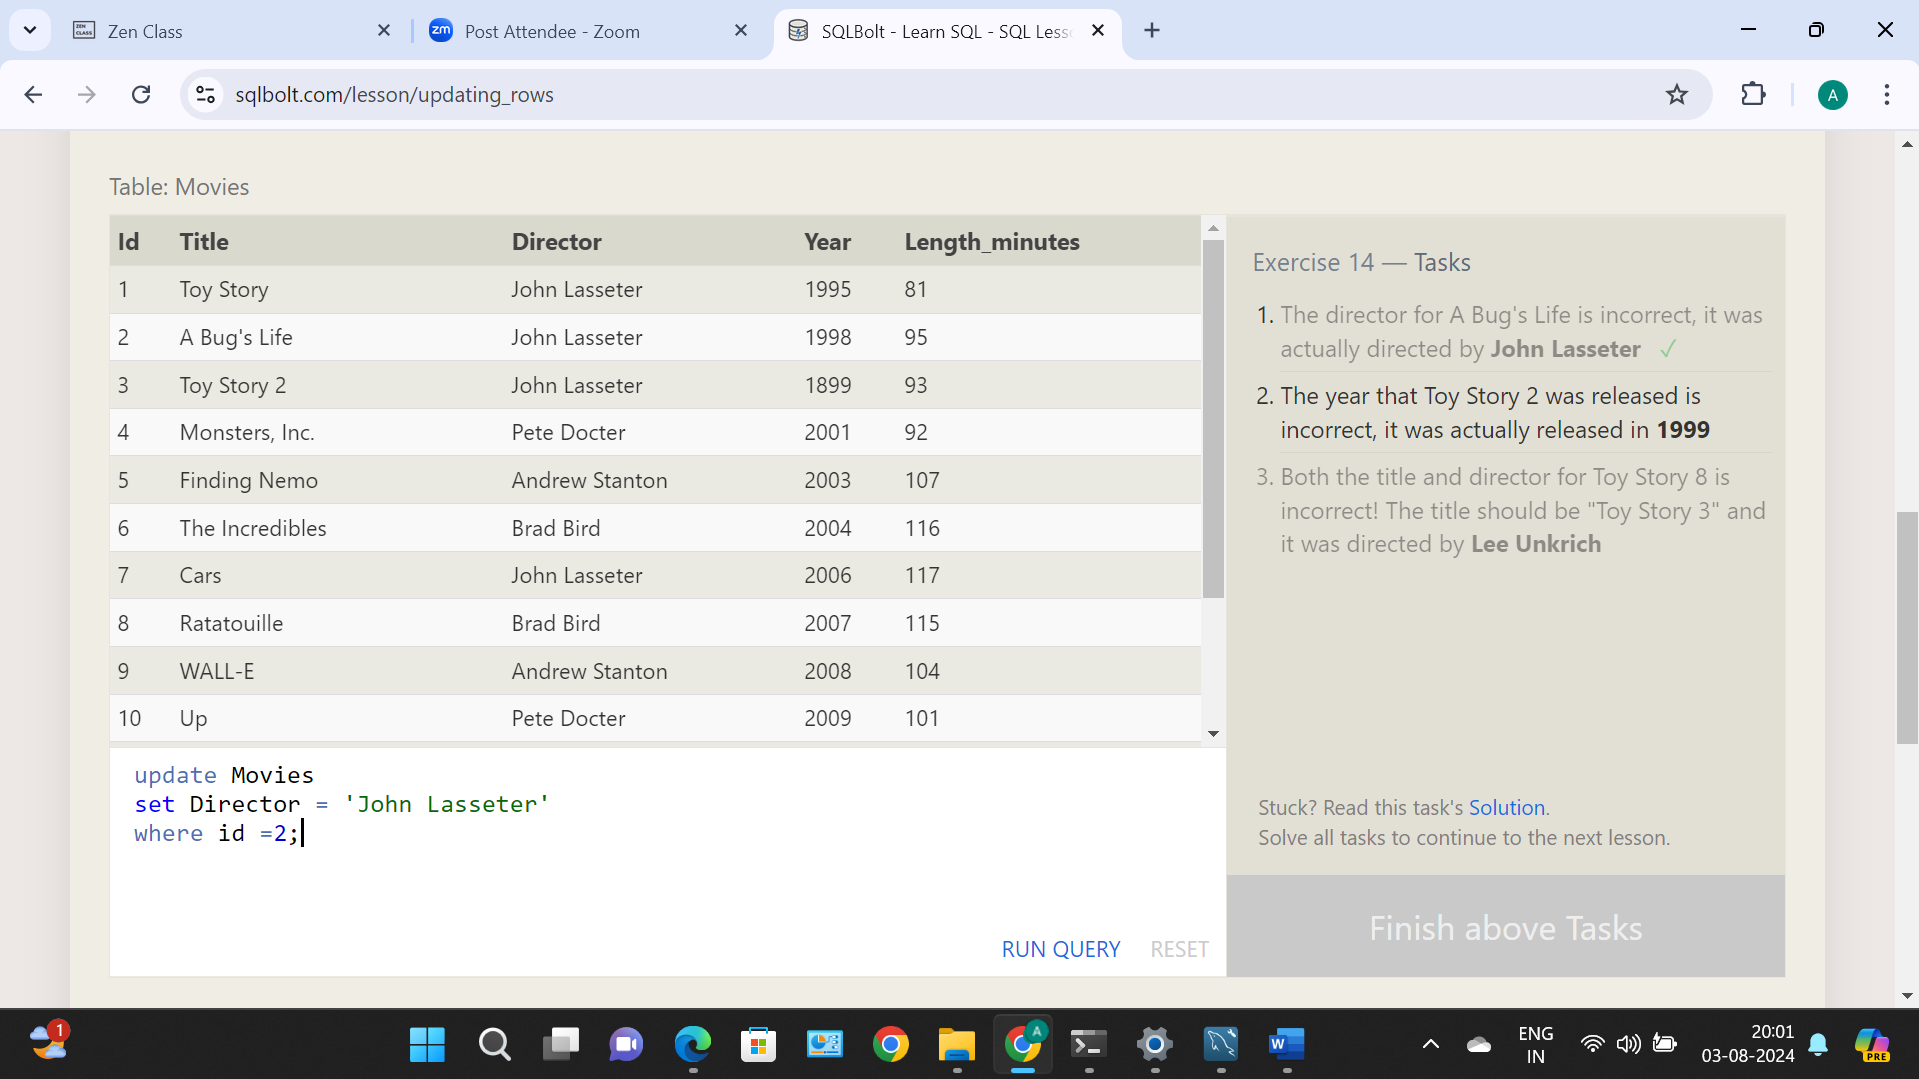 Zen Class
zm Post Attendee - Zoom
SQLBolt - Learn SQL - SQL Less
sqlbolt.com/lesson/updating_rows
A
Table: Movies
Id Title Director Year Length_minutes
1 Toy Story John Lasseter 1995 81
2 A Bug's Life John Lasseter 1998 95
3 Toy Story 2 John Lasseter 1899 93
4 Monsters, Inc. Pete Docter 2001 92
5 Finding Nemo Andrew Stanton 2003 107
6 The Incredibles Brad Bird 2004 116
7 Cars John Lasseter 2006 117
8 Ratatouille Brad Bird 2007 115
9 WALL-E Andrew Stanton 2008 104
10 Up Pete Docter 2009 101
update Movies
set Director = 'John Lasseter'
where id =2;
RUN QUERY RESET
Exercise 14 — Tasks
1. The director for A Bug's Life is incorrect, it was
actually directed by John Lasseter ✓
2. The year that Toy Story 2 was released is
incorrect, it was actually released in 1999
3. Both the title and director for Toy Story 8 is
incorrect! The title should be "Toy Story 3" and
it was directed by Lee Unkrich
Stuck? Read this task's Solution.
Solve all tasks to continue to the next lesson.
Finish above Tasks
1
A
W
ENG
IN
20:01
03-08-2024
PRE